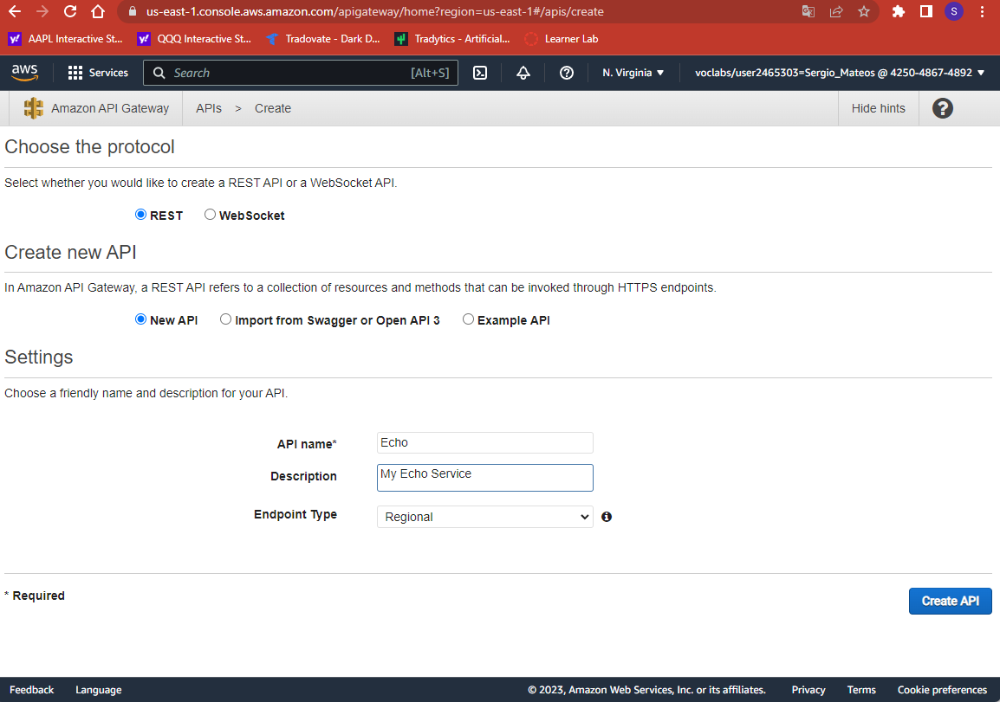 us-east-1.console.aws.amazon.com/apigateway/home?region=us-east-1#/apis/create
S
AAPL Interactive St... QQQ Interactive St... Tradovate - Dark D... Tradytics - Artificial... Learner Lab
aws Services Search [Alt+S] N. Virginia voclabs/user2465303=Sergio_Mateos @ 4250-4867-4892
Amazon API Gateway APIs > Create Hide hints
Choose the protocol
Select whether you would like to create a REST API or a WebSocket API.
REST WebSocket
Create new API
In Amazon API Gateway, a REST API refers to a collection of resources and methods that can be invoked through HTTPS endpoints.
New API Import from Swagger or Open API 3 Example API
Settings
Choose a friendly name and description for your API.
API name* Echo
Description My Echo Service
Endpoint Type Regional
* Required
Create API
Feedback Language © 2023, Amazon Web Services, Inc. or its affiliates. Privacy Terms Cookie preferences